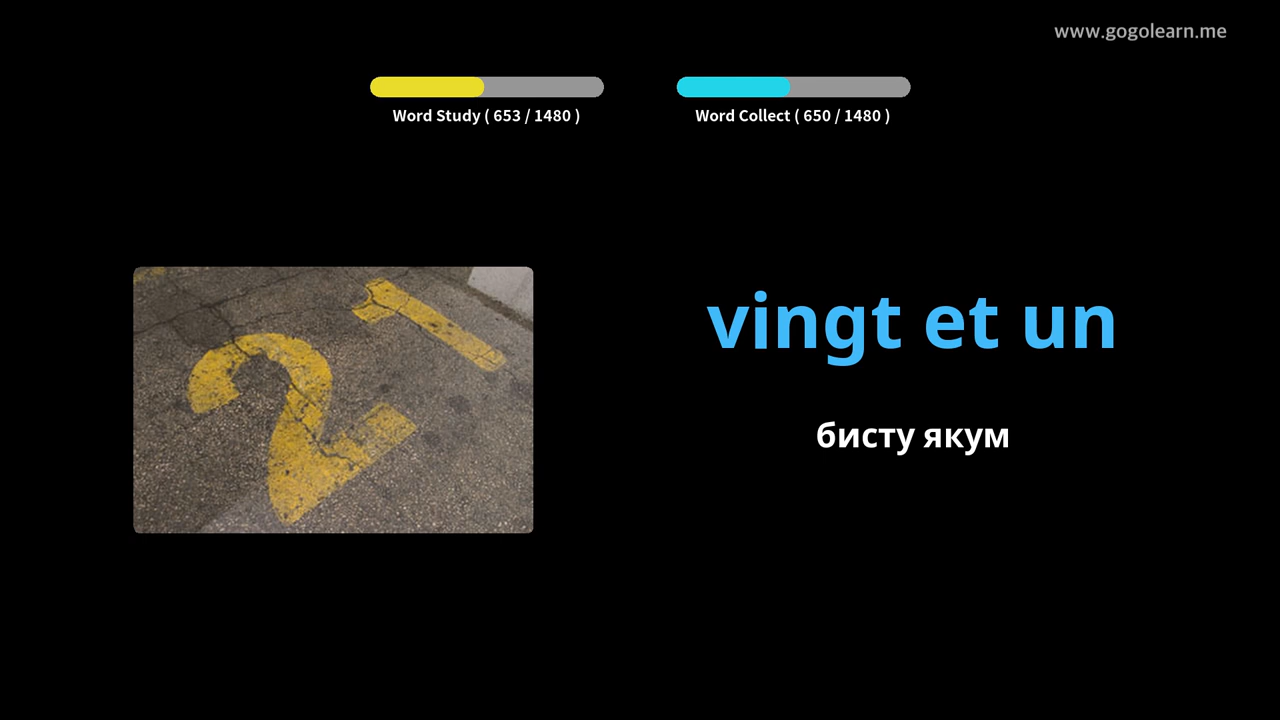 www.gogolearn.me
Word Study ( 653 / 1480 )
Word Collect ( 650 / 1480 )
21
vingt et un
бисту якум